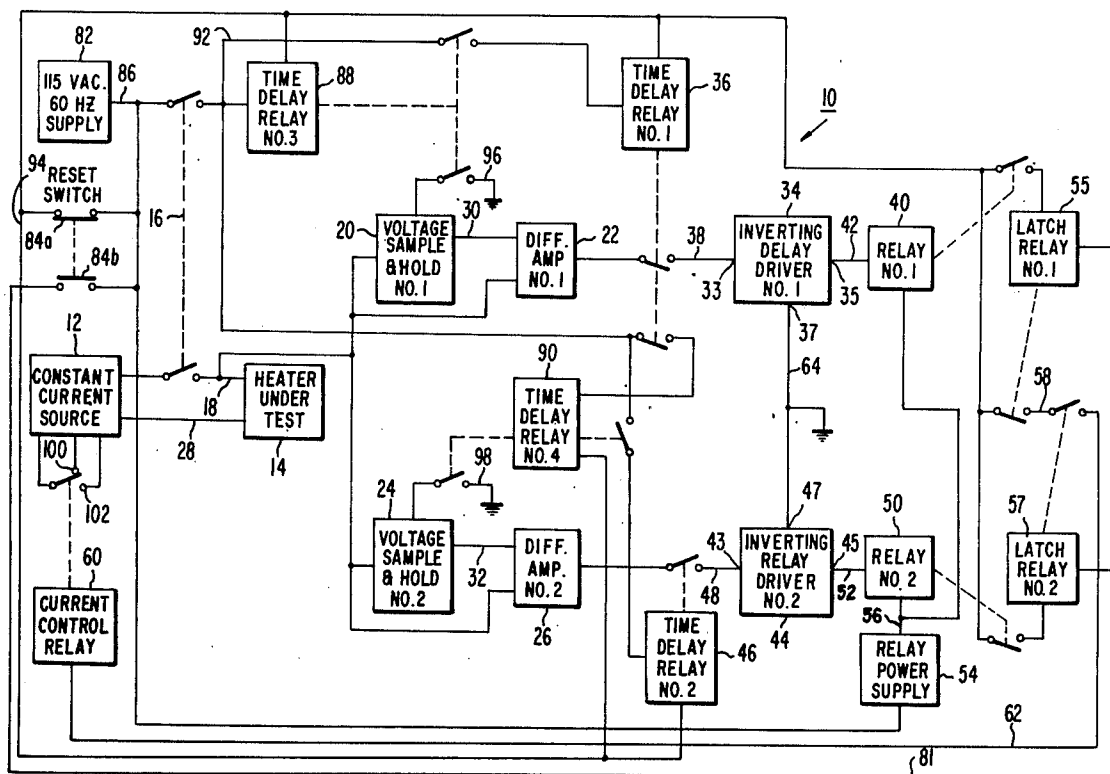 82
115 VAC.
60 HZ
SUPPLY
86
92
TIME
DELAY
RELAY
NO.3
88
TIME
DELAY
RELAY
NO.1
36
10
94
RESET
SWITCH
84a
84b
16
96
20
VOLTAGE
SAMPLE
& HOLD
NO.1
30
DIFF.
AMP
NO.1
22
38
33
34
INVERTING
DELAY
DRIVER
NO.1
35
37
42
40
RELAY
NO.1
55
LATCH
RELAY
NO.1
12
CONSTANT
CURRENT
SOURCE
18
28
HEATER
UNDER
TEST
14
90
TIME
DELAY
RELAY
NO.4
64
58
100
102
98
24
VOLTAGE
SAMPLE
& HOLD
NO.2
32
DIFF.
AMP.
NO.2
26
43
48
47
INVERTING
RELAY
DRIVER
NO.2
44
45
52
50
RELAY
NO.2
57
LATCH
RELAY
NO.2
60
CURRENT
CONTROL
RELAY
TIME
DELAY
RELAY
NO.2
46
56
RELAY
POWER
SUPPLY
54
62
81